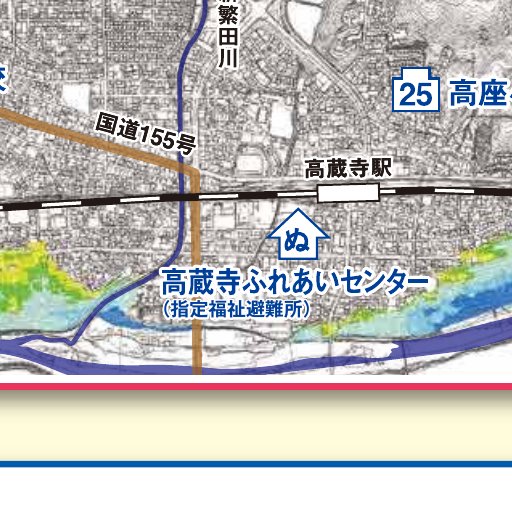 繁田川
国道155号
25 高座
高蔵寺駅
ぬ
高蔵寺ふれあいセンター
(指定福祉避難所)